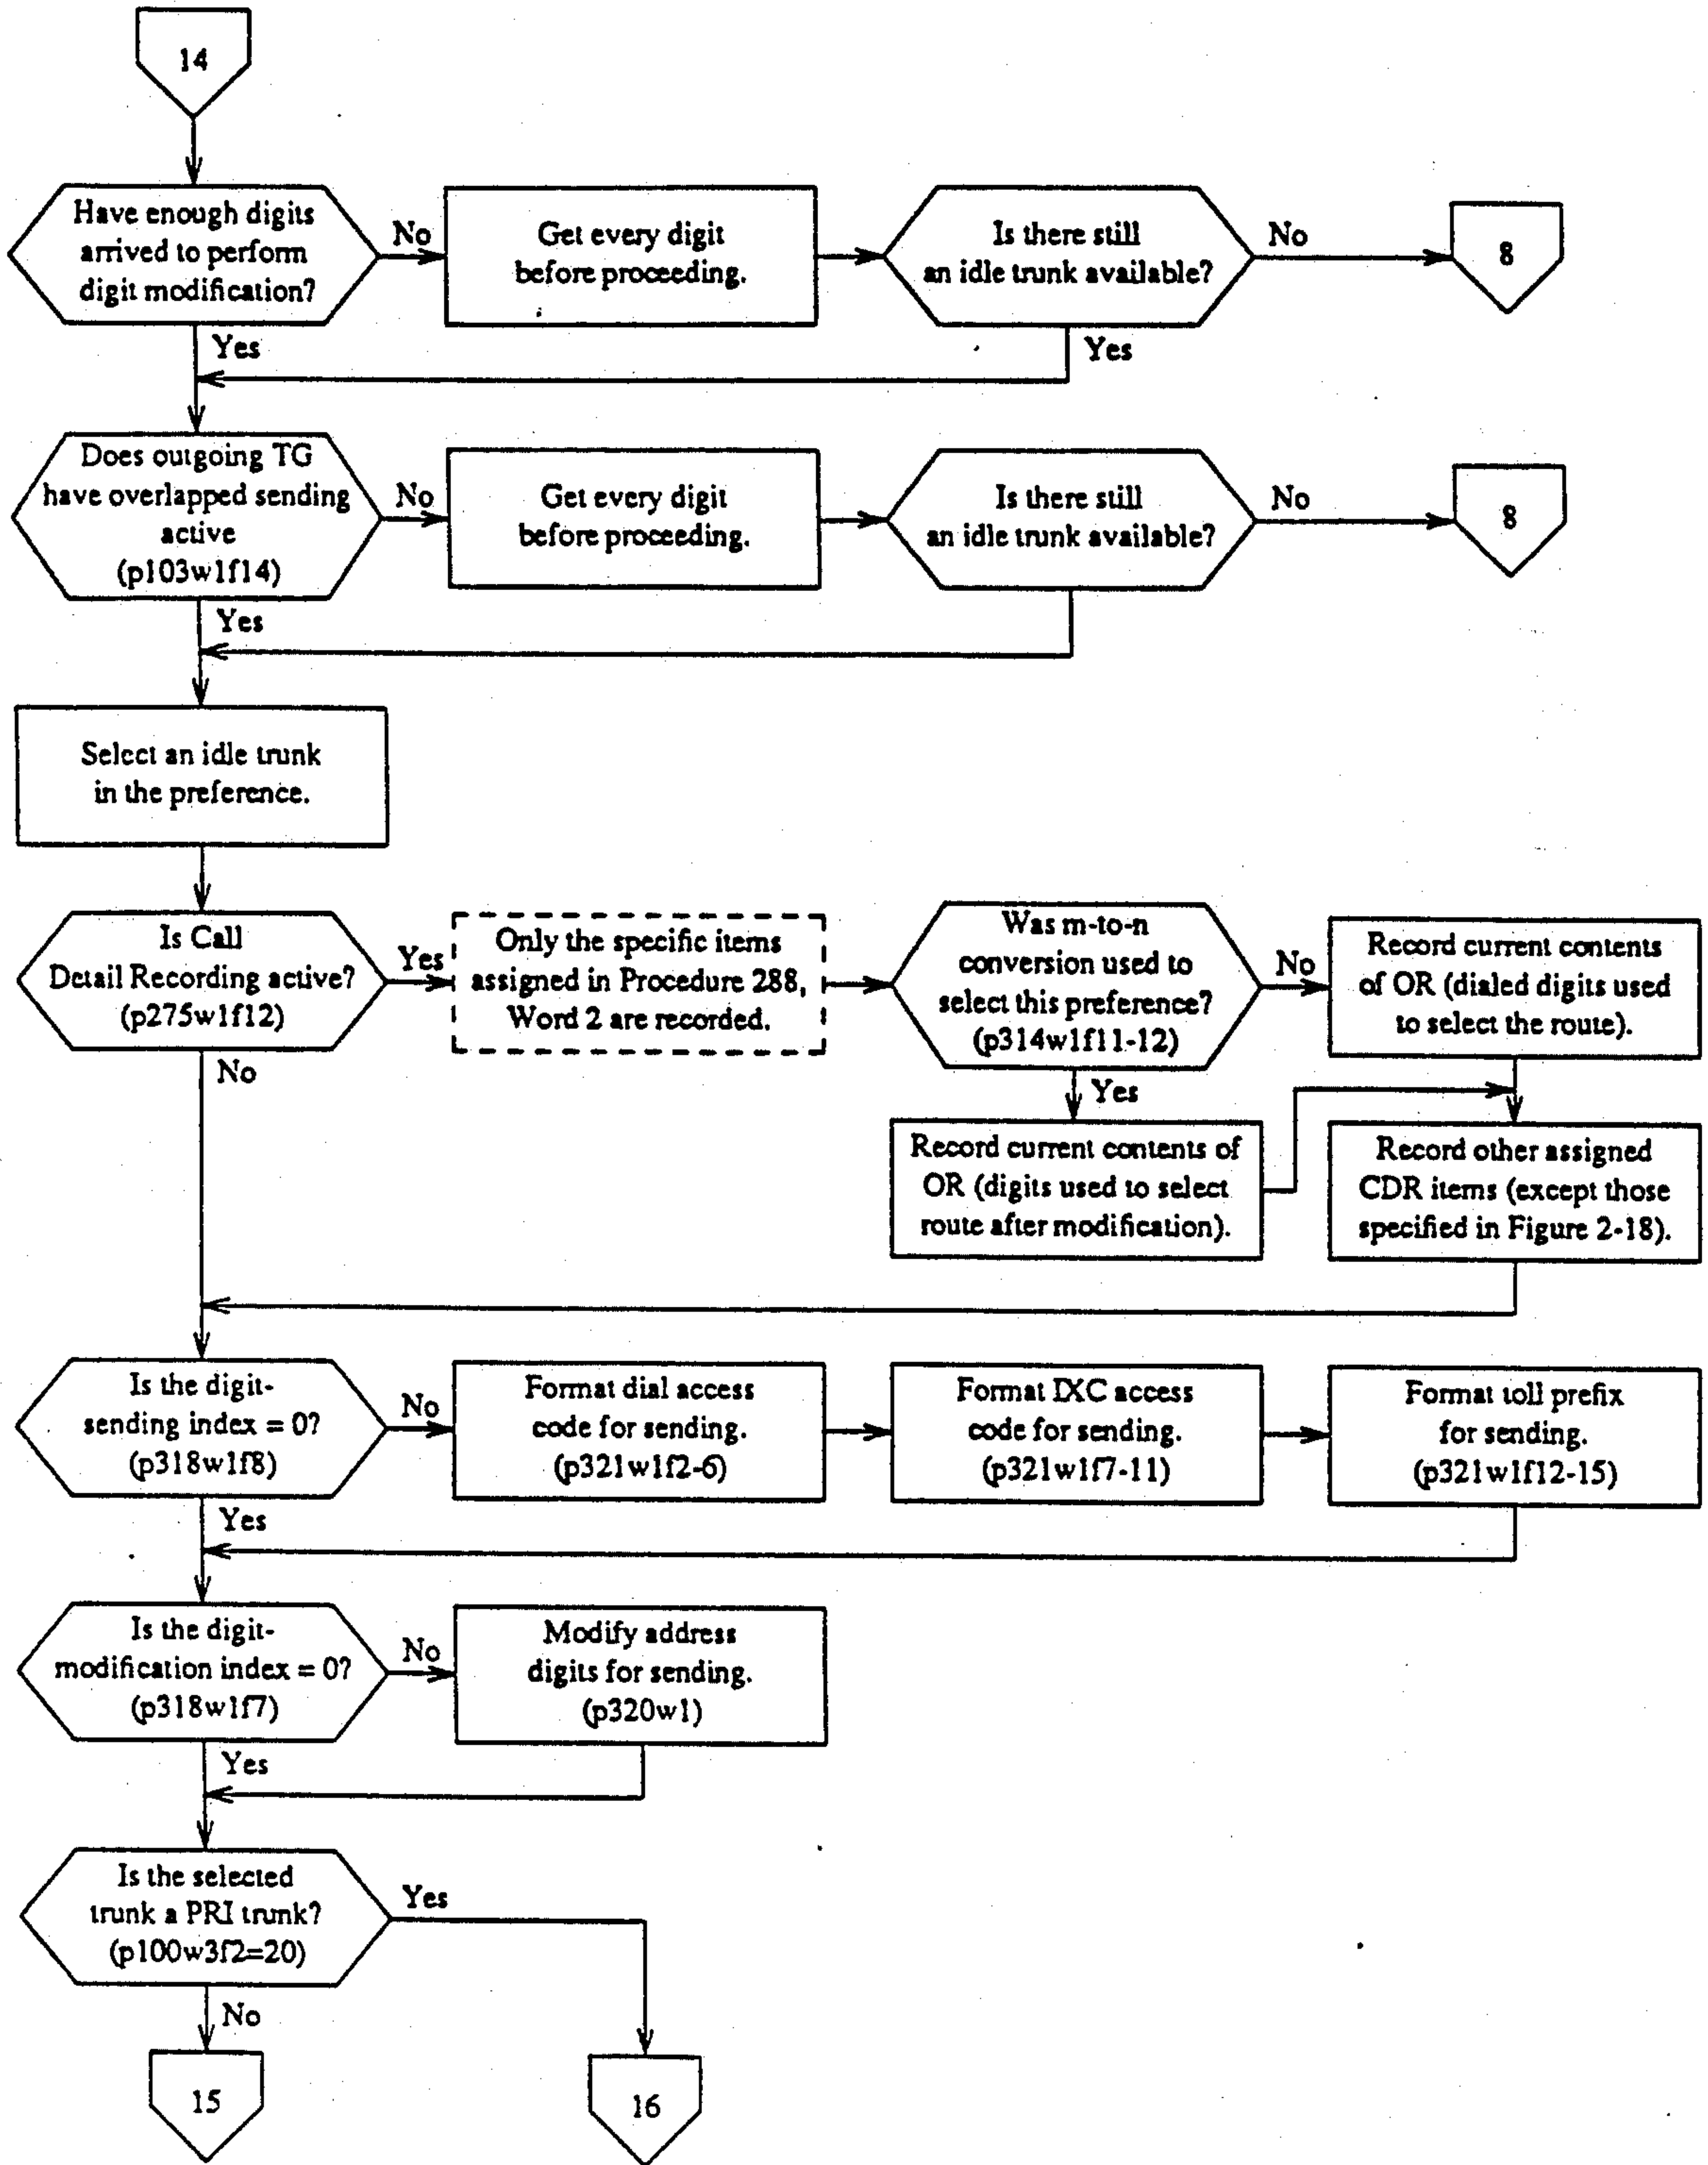 14
Have enough digits
arrived to perform
digit modification?
No
Get every digit
before proceeding.
Is there still
an idle trunk available?
No
8
Yes
Yes
Does outgoing TG
have overlapped sending
active
(p103w1f14)
No
Get every digit
before proceeding.
Is there still
an idle trunk available?
No
8
Yes
Select an idle trunk
in the preference.
Is Call
Detail Recording active?
(p275w1f12)
Yes
Only the specific items
assigned in Procedure 288,
Word 2 are recorded.
Was m-to-n
conversion used to
select this preference?
(p314w1f11-12)
No
Record current contents
of OR (dialed digits used
to select the route).
No
Yes
Record current contents of
OR (digits used to select
route after modification).
Record other assigned
CDR items (except those
specified in Figure 2-18).
Is the digit-
sending index = 0?
(p318w1f8)
No
Format dial access
code for sending.
(p321w1f2-6)
Format IXC access
code for sending.
(p321w1f7-11)
Format toll prefix
for sending.
(p321w1f12-15)
Yes
Is the digit-
modification index = 0?
(p318w1f7)
No
Modify address
digits for sending.
(p320w1)
Yes
Is the selected
trunk a PRI trunk?
(p100w3f2=20)
Yes
No
15
16